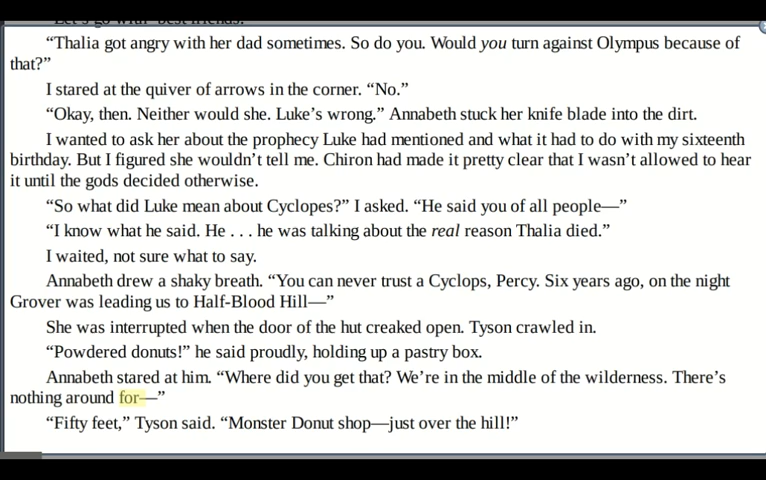 "Let's go with 'best friends.'"
"Thalia got angry with her dad sometimes. So do you. Would you turn against Olympus because of
that?"
I stared at the quiver of arrows in the corner. "No."
"Okay, then. Neither would she. Luke's wrong." Annabeth stuck her knife blade into the dirt.
I wanted to ask her about the prophecy Luke had mentioned and what it had to do with my sixteenth
birthday. But I figured she wouldn't tell me. Chiron had made it pretty clear that I wasn't allowed to hear
it until the gods decided otherwise.
"So what did Luke mean about Cyclopes?" I asked. "He said you of all people—"
"I know what he said. He . . . he was talking about the real reason Thalia died."
I waited, not sure what to say.
Annabeth drew a shaky breath. "You can never trust a Cyclops, Percy. Six years ago, on the night
Grover was leading us to Half-Blood Hill—"
She was interrupted when the door of the hut creaked open. Tyson crawled in.
"Powdered donuts!" he said proudly, holding up a pastry box.
Annabeth stared at him. "Where did you get that? We're in the middle of the wilderness. There's
nothing around for—"
"Fifty feet," Tyson said. "Monster Donut shop—just over the hill!"